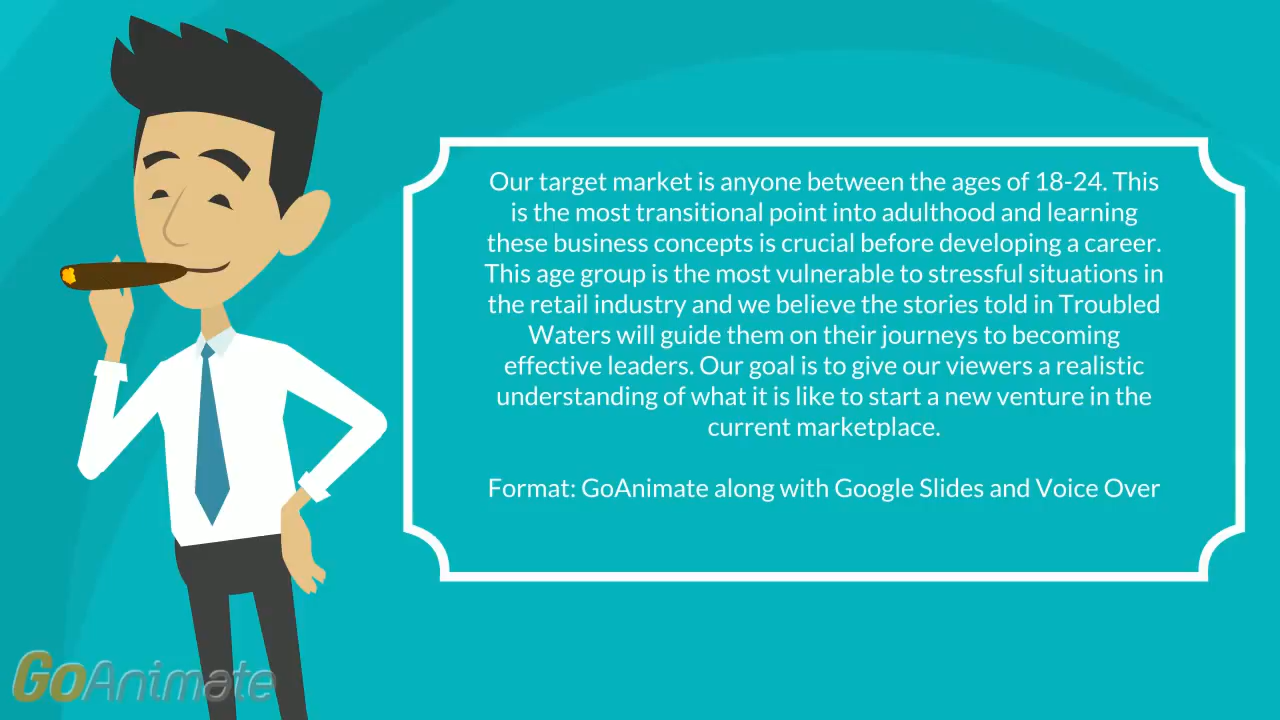 Our target market is anyone between the ages of 18-24. This
is the most transitional point into adulthood and learning
these business concepts is crucial before developing a career.
This age group is the most vulnerable to stressful situations in
the retail industry and we believe the stories told in Troubled
Waters will guide them on their journeys to becoming
effective leaders. Our goal is to give our viewers a realistic
understanding of what it is like to start a new venture in the
current marketplace.
Format: GoAnimate along with Google Slides and Voice Over
GoAnimate